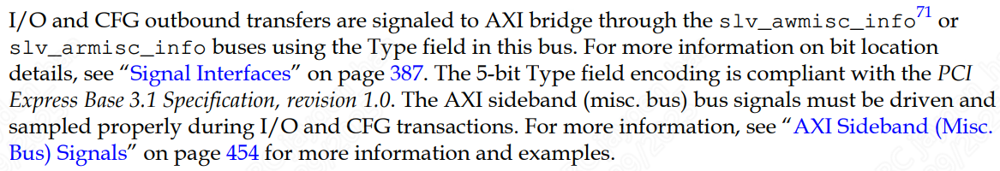 I/O and CFG outbound transfers are signaled to AXI bridge through the slv_awmisc_info71 or
slv_armisc_info buses using the Type field in this bus. For more information on bit location
details, see “Signal Interfaces” on page 387. The 5-bit Type field encoding is compliant with the PCI
Express Base 3.1 Specification, revision 1.0. The AXI sideband (misc. bus) bus signals must be driven and
sampled properly during I/O and CFG transactions. For more information, see “AXI Sideband (Misc.
Bus) Signals” on page 454 for more information and examples.